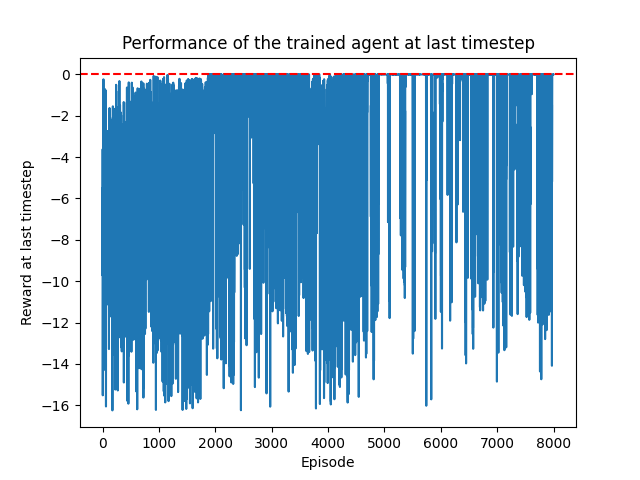 Performance of the trained agent at last timestep
0
−2
−4
−6
−8
−10
−12
−14
−16
Reward at last timestep
0 1000 2000 3000 4000 5000 6000 7000 8000
Episode